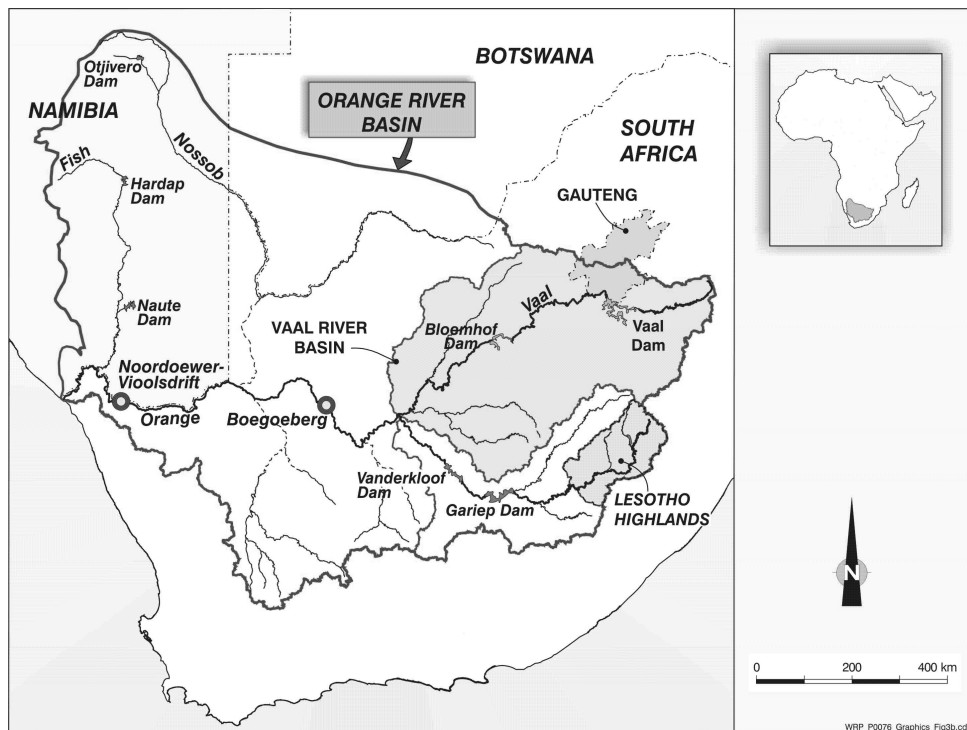 BOTSWANA
Otjivero
Dam
NAMIBIA
ORANGE RIVER
BASIN
SOUTH
AFRICA
Fish
Nossob
Hardap
Dam
GAUTENG
Naute
Dam
VAAL RIVER
BASIN
Vaal
Bloemhof
Dam
Vaal
Dam
Noordoewer-
Vioolsdrift
Orange
Boegoeberg
Vanderkloof
Dam
Gariep Dam
LESOTHO
HIGHLANDS
N
0 200 400 km
WRP_P0076_Graphics_Fig3b.cd